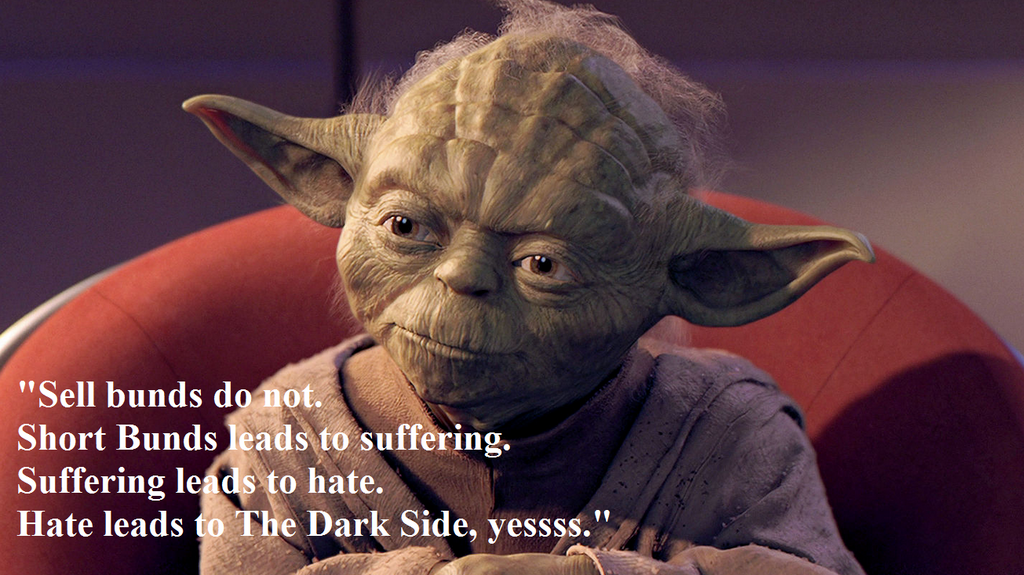 "Sell bunds do not.
Short Bunds leads to suffering.
Suffering leads to hate.
Hate leads to The Dark Side, yessss."